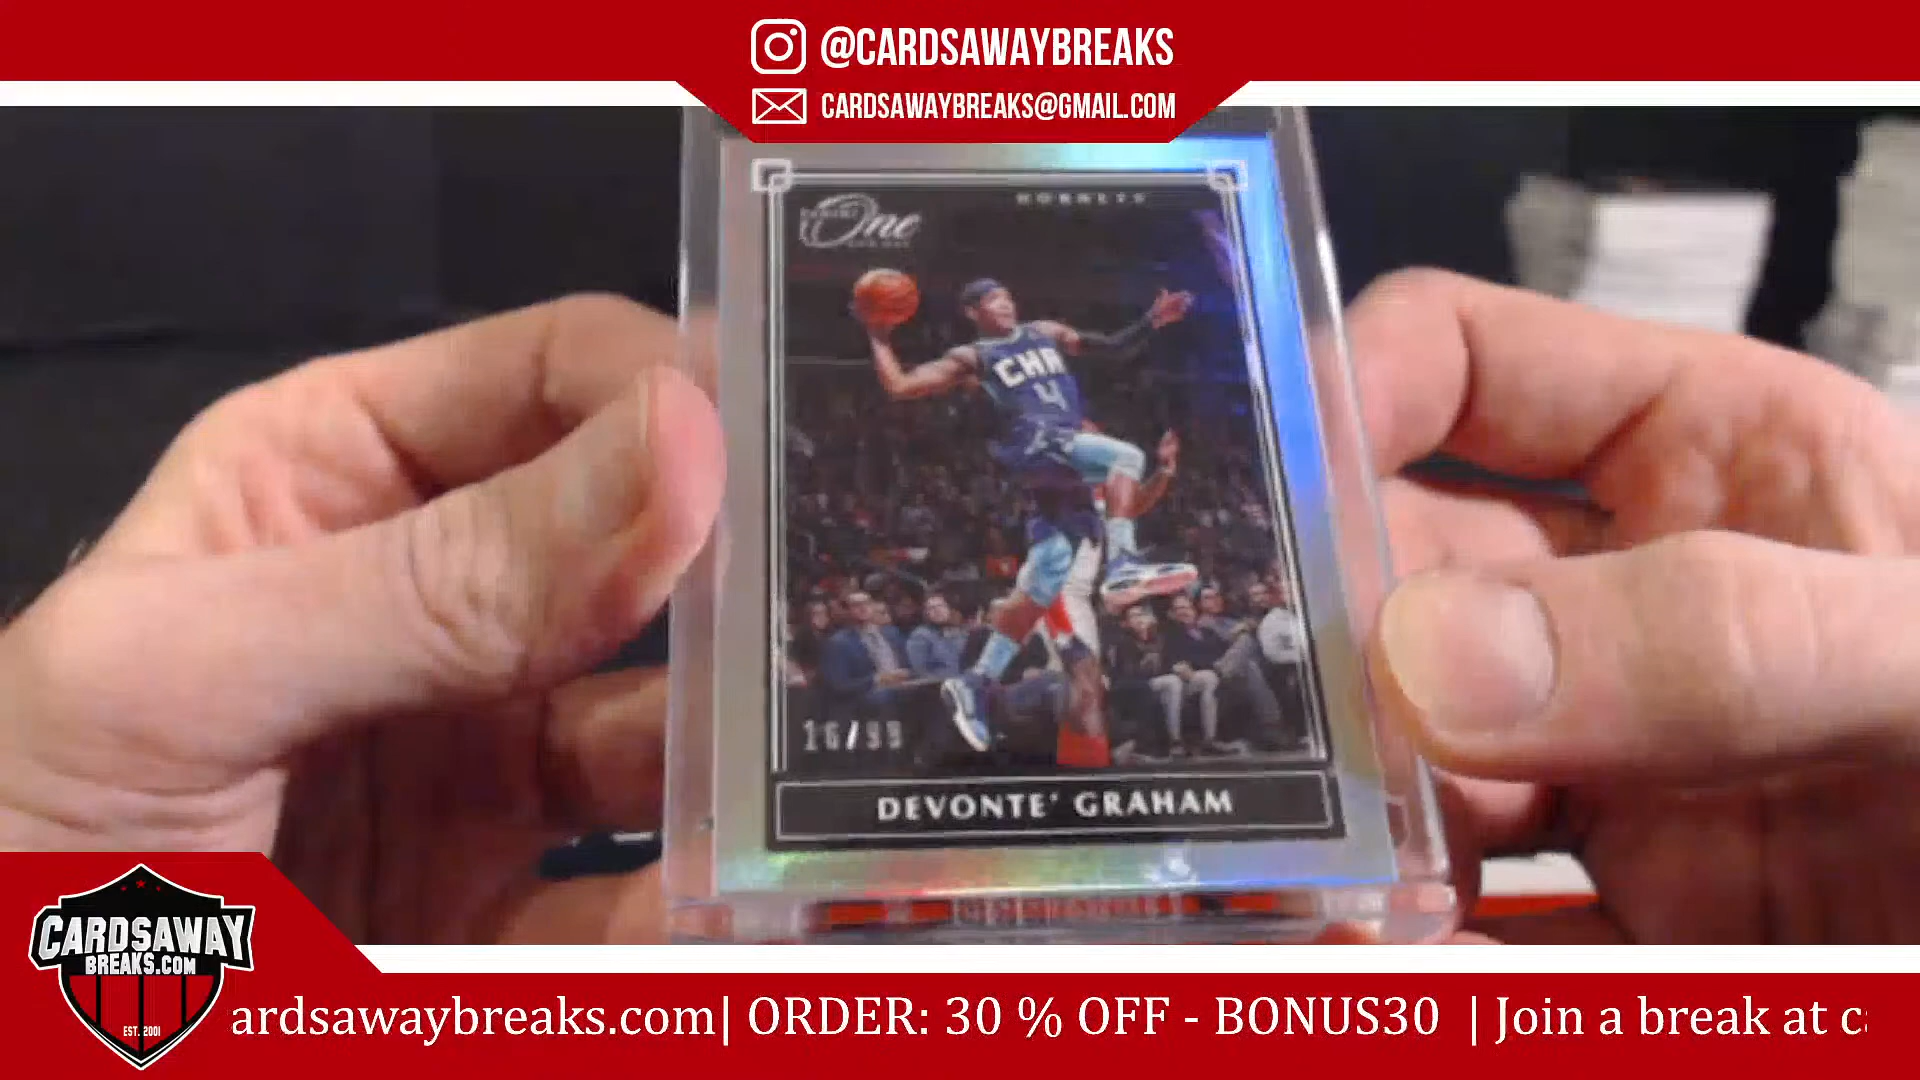 @CARDSAWAYBREAKS
CARDSAWAYBREAKS@GMAIL.COM
HORNETS
One
CHA
4
16/99
DEVONTE' GRAHAM
CARDSAWAY
BREAKS.COM
EST. 2001
ardsawaybreaks.com| ORDER: 30 % OFF - BONUS30 | Join a break at c